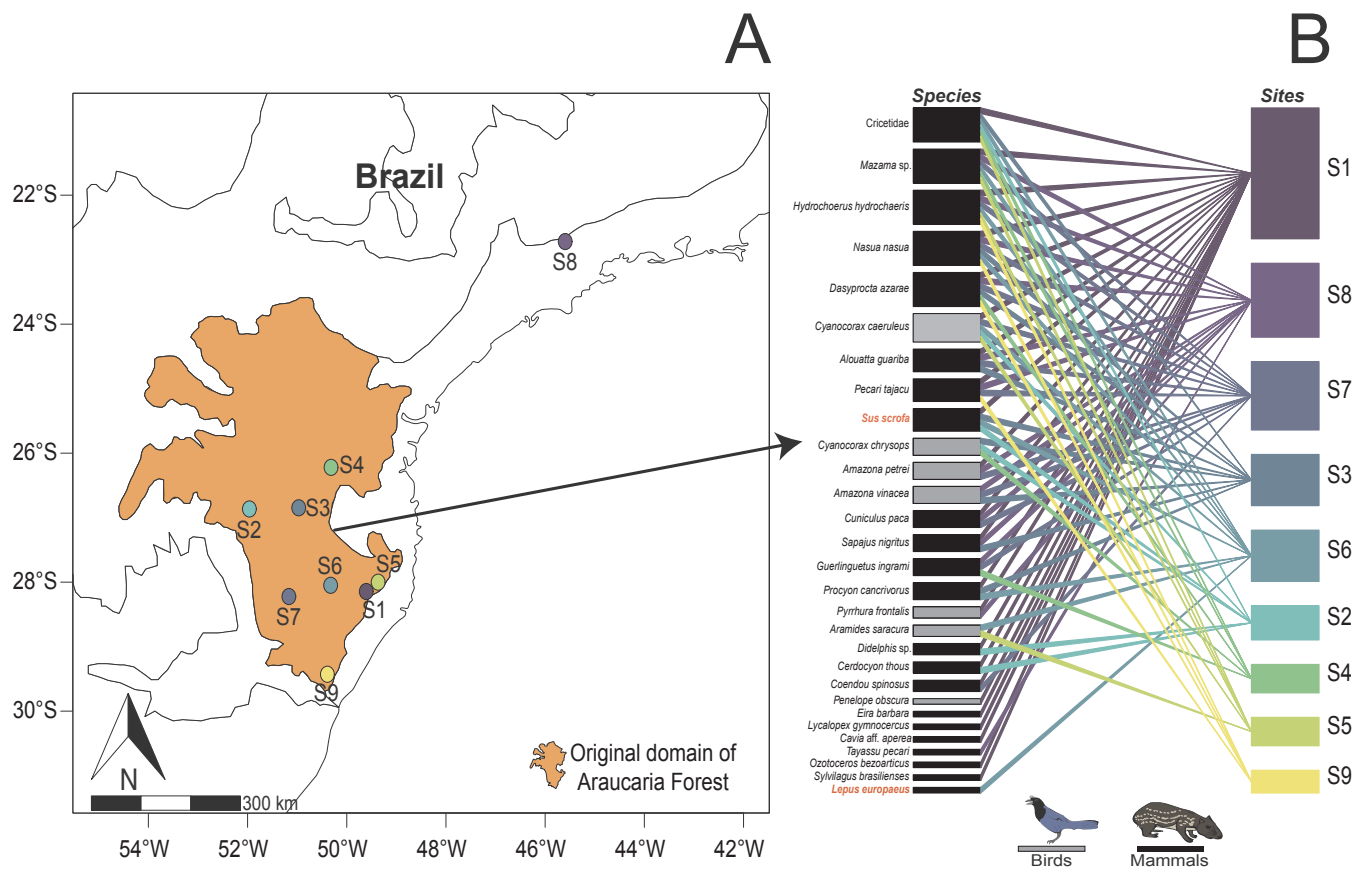 A
B
Brazil
22°S
24°S
26°S
28°S
30°S
54°W
52°W
50°W
48°W
46°W
44°W
42°W
S8
S4
S3
S2
S6
S5
S7
S1
S9
N
300 km
Original domain of
Araucaria Forest
Species
Sites
Cricetidae
Mazama sp.
Hydrochoerus hydrochaeris
Nasua nasua
Dasyprocta azarae
Cyanocorax caeruleus
Alouatta guariba
Pecari tajacu
Sus scrofa
Cyanocorax chrysops
Amazona petrei
Amazona vinacea
Cuniculus paca
Sapajus nigritus
Guerlinguetus ingrami
Procyon cancrivorus
Pyrrhura frontalis
Aramides saracura
Didelphis sp.
Cerdocyon thous
Coendou spinosus
Penelope obscura
Eira barbara
Lycalopex gymnocercus
Cavia aff. aperea
Tayassu pecari
Ozotoceros bezoarticus
Sylvilagus brasilienses
Lepus europaeus
S1
S8
S7
S3
S6
S2
S4
S5
S9
Birds
Mammals